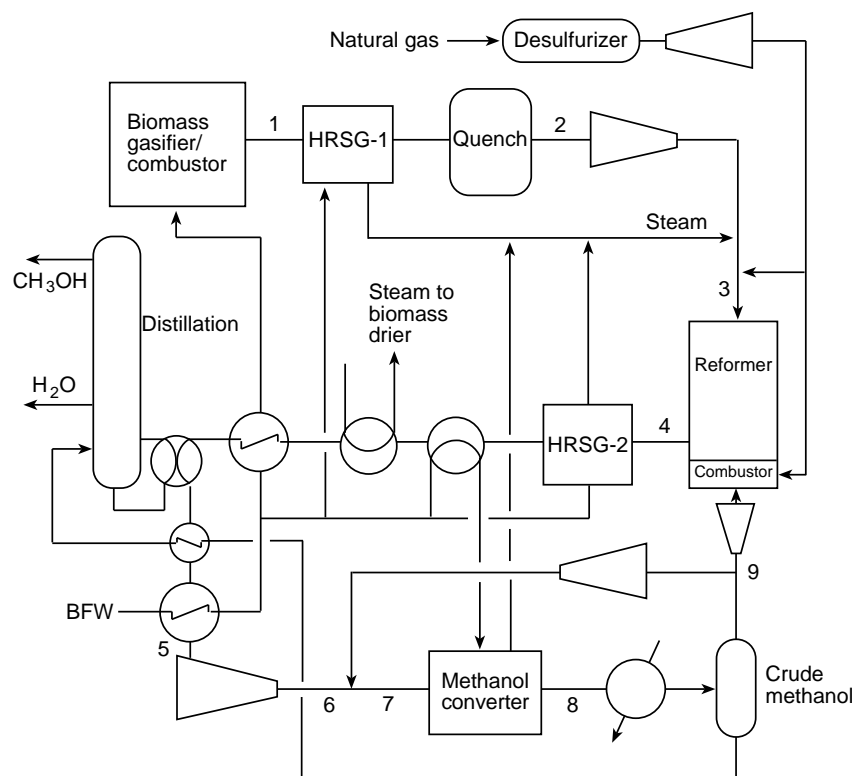 Natural gas
Desulfurizer
Biomass
gasifier/
combustor
1
HRSG-1
Quench
2
Steam
CH₃OH
Distillation
Steam to
biomass
drier
3
Reformer
H₂O
HRSG-2
4
Combustor
9
BFW
5
6
7
Methanol
converter
8
Crude
methanol